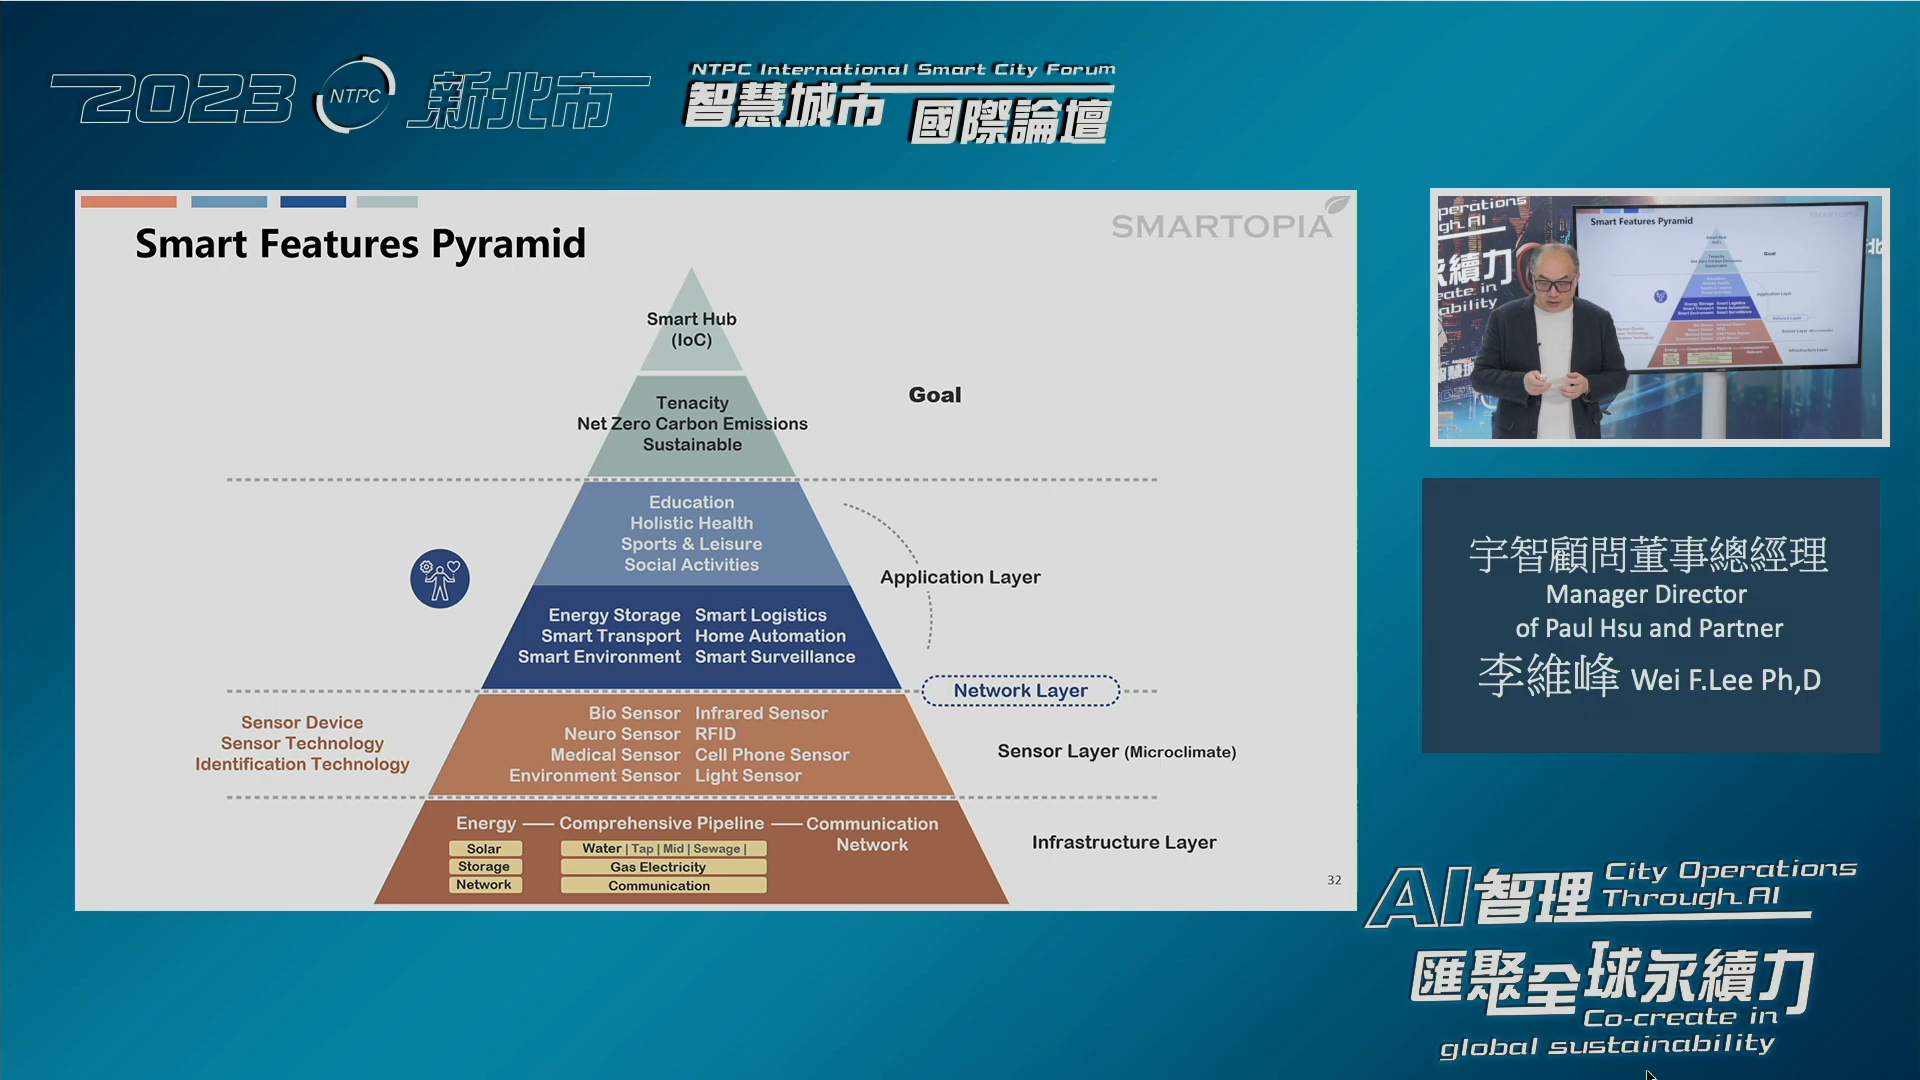 2023 NTPC 新北市
NTPC International Smart City Forum
智慧城市 國際論壇
SMARTOPIA
Smart Features Pyramid
Smart Hub
(IoC)
Tenacity
Net Zero Carbon Emissions
Sustainable
Goal
Education
Holistic Health
Sports & Leisure
Social Activities
Application Layer
Energy Storage Smart Logistics
Smart Transport Home Automation
Smart Environment Smart Surveillance
Network Layer
Sensor Device
Sensor Technology
Identification Technology
Bio Sensor Infrared Sensor
Neuro Sensor RFID
Medical Sensor Cell Phone Sensor
Environment Sensor Light Sensor
Sensor Layer (Microclimate)
Energy — Comprehensive Pipeline — Communication
Network
Solar
Storage
Network
Water | Tap | Mid | Sewage |
Gas Electricity
Communication
Infrastructure Layer
32
Smart Features Pyramid
宇智顧問董事總經理
Manager Director
of Paul Hsu and Partner
李維峰 Wei F.Lee Ph,D
AI智理 City Operations
Through AI
匯聚全球永續力
Co-create in
global sustainability